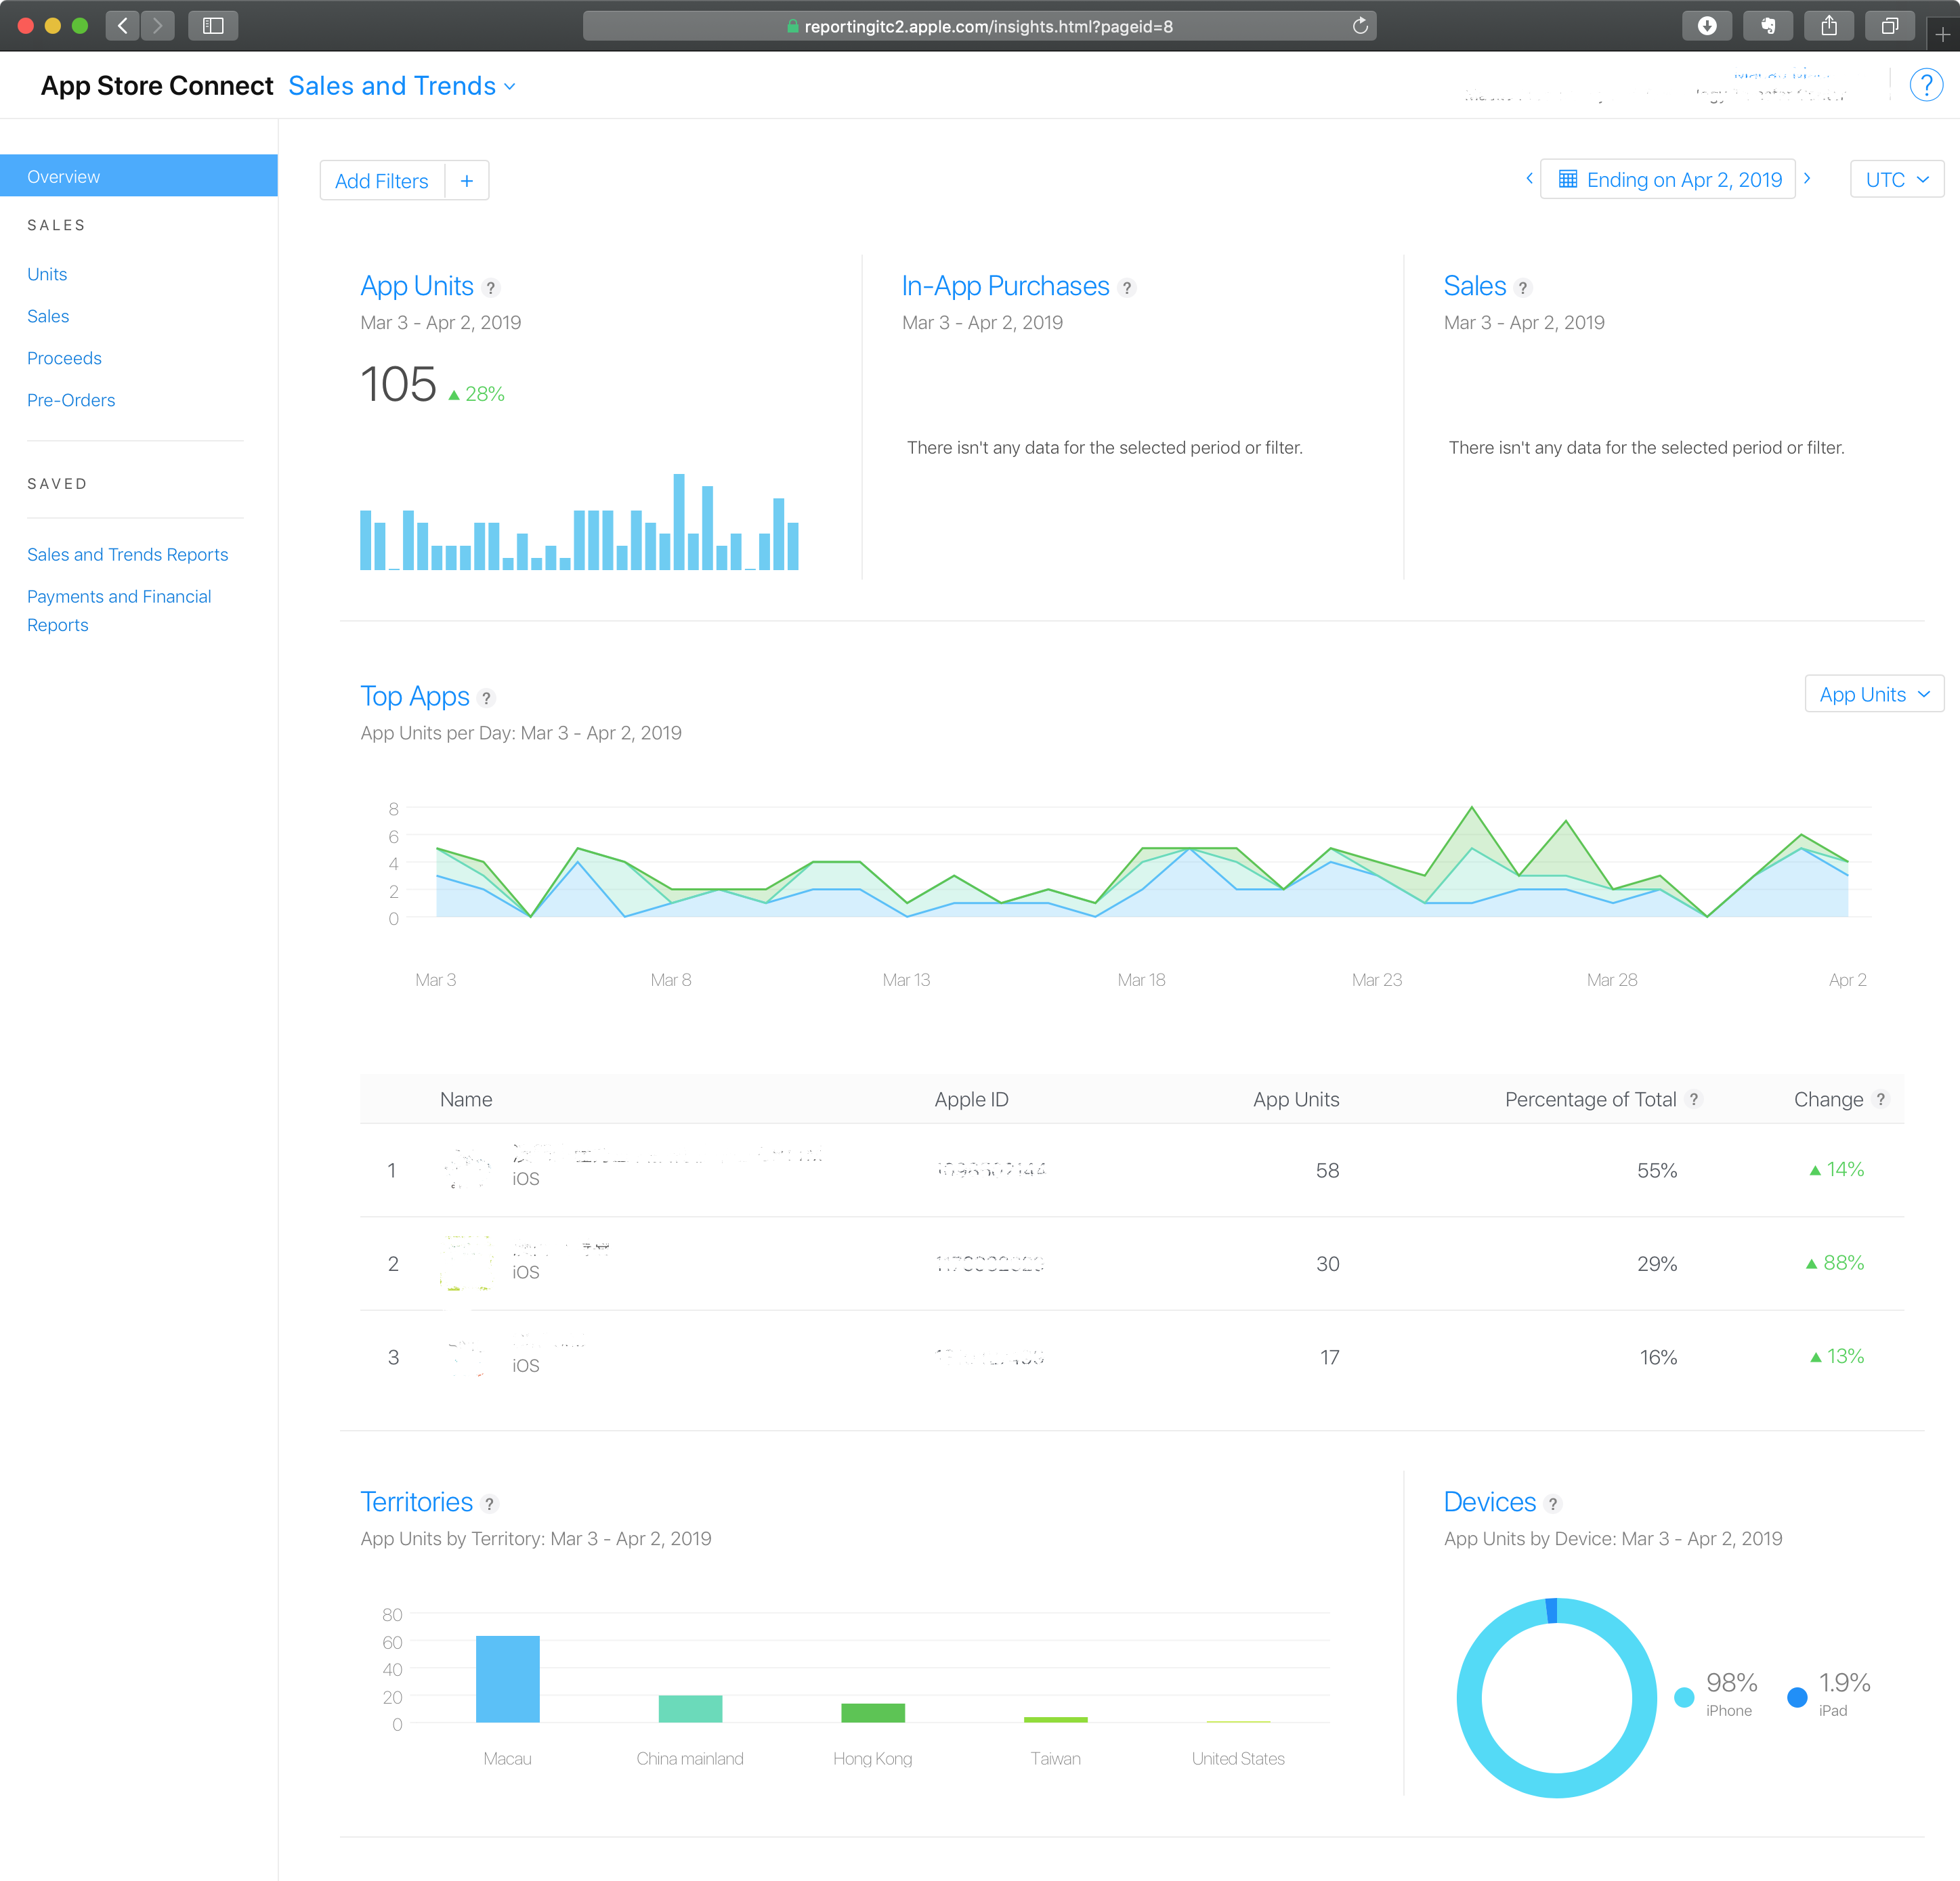 reportingitc2.apple.com/insights.html?pageid=8
App Store Connect Sales and Trends
?
Overview
SALES
Units
Sales
Proceeds
Pre-Orders
SAVED
Sales and Trends Reports
Payments and Financial
Reports
Add Filters +
Ending on Apr 2, 2019
UTC
App Units ?
Mar 3 - Apr 2, 2019
105 ▲ 28%
In-App Purchases ?
Mar 3 - Apr 2, 2019
There isn't any data for the selected period or filter.
Sales ?
Mar 3 - Apr 2, 2019
There isn't any data for the selected period or filter.
Top Apps ?
App Units
App Units per Day: Mar 3 - Apr 2, 2019
8
6
4
2
0
Mar 3 Mar 8 Mar 13 Mar 18 Mar 23 Mar 28 Apr 2
Name Apple ID App Units Percentage of Total ? Change ?
1 iOS 58 55% ▲ 14%
2 iOS 30 29% ▲ 88%
3 iOS 17 16% ▲ 13%
Territories ?
App Units by Territory: Mar 3 - Apr 2, 2019
80
60
40
20
0
Macau China mainland Hong Kong Taiwan United States
Devices ?
App Units by Device: Mar 3 - Apr 2, 2019
98% 1.9%
iPhone iPad